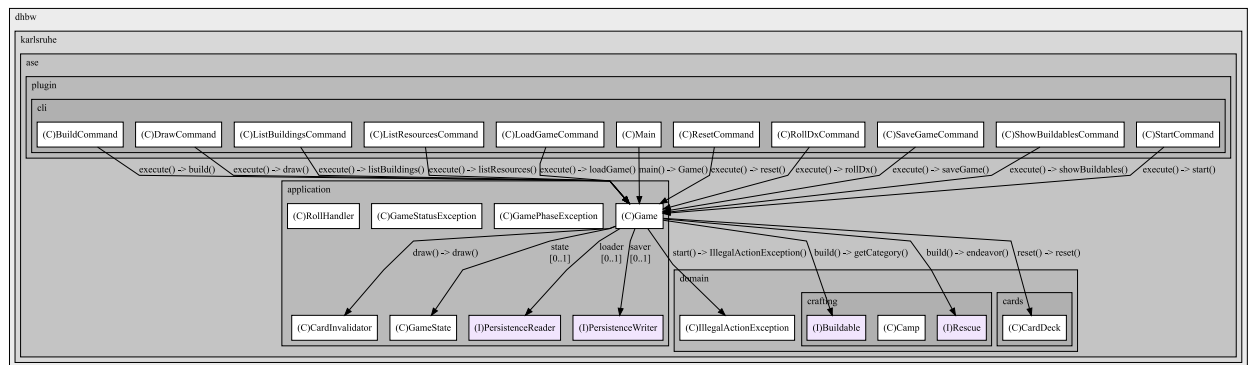 dhbw
karlsruhe
ase
plugin
cli
(C)BuildCommand (C)DrawCommand (C)ListBuildingsCommand (C)ListResourcesCommand (C)LoadGameCommand (C)Main (C)ResetCommand (C)RollDxCommand (C)SaveGameCommand (C)ShowBuildablesCommand (C)StartCommand
execute() -> build() execute() -> draw() execute() -> listBuildings() execute() -> listResources() execute() -> loadGame() main() -> Game() execute() -> reset() execute() -> rollDx() execute() -> saveGame() execute() -> showBuildables() execute() -> start()
application
(C)RollHandler (C)GameStatusException (C)GamePhaseException (C)Game
draw() -> draw() state loader saver start() -> IllegalActionException() build() -> getCategory() build() -> endeavor() reset() -> reset()
[0..1] [0..1] [0..1]
domain
crafting cards
(C)CardInvalidator (C)GameState (I)PersistenceReader (I)PersistenceWriter (C)IllegalActionException (I)Buildable (C)Camp (I)Rescue (C)CardDeck